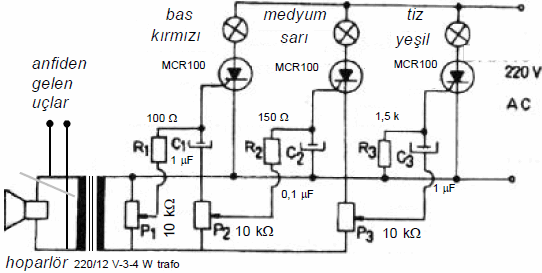 bas
kırmızı
medyum
sarı
tiz
yeşil
MCR100
MCR100
MCR100
anfiden
gelen
uçlar
220 V
A C
100 Ω
150 Ω
1,5 k
R1
C1
1 µF
R2
C2
0,1 µF
R3
C3
1 µF
P1
10 kΩ
P2
10 kΩ
P3
10 kΩ
hoparlör 220/12 V-3-4 W trafo